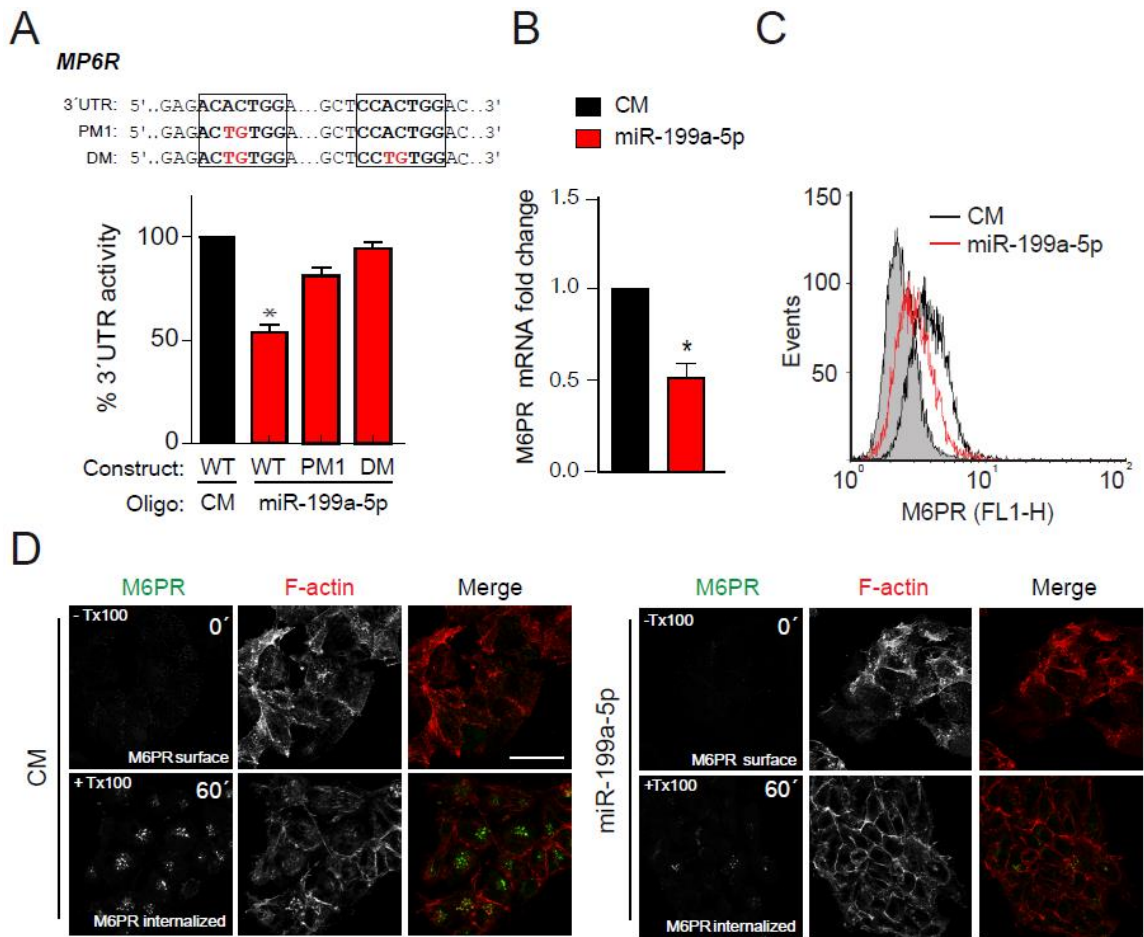 A
MP6R
3´UTR: 5'..GAGACACTGGA...GCTCCACTGGAC..3'
PM1: 5'..GAGACTGTGGA...GCTCCACTGGAC..3'
DM: 5'..GAGACTGTGGA...GCTCCTGTGGAC..3'
% 3´UTR activity
100
50
0
*
Construct: WT WT PM1 DM
Oligo: CM miR-199a-5p
B
CM
miR-199a-5p
M6PR mRNA fold change
1.5
1.0
0.5
0.0
*
C
CM
miR-199a-5p
Events
150
100
50
10⁰ 10¹ 10²
M6PR (FL1-H)
D
M6PR F-actin Merge
CM
- Tx100 0´
M6PR surface
+ Tx100 60´
M6PR internalized
M6PR F-actin Merge
miR-199a-5p
-Tx100 0´
M6PR surface
+Tx100 60´
M6PR internalized